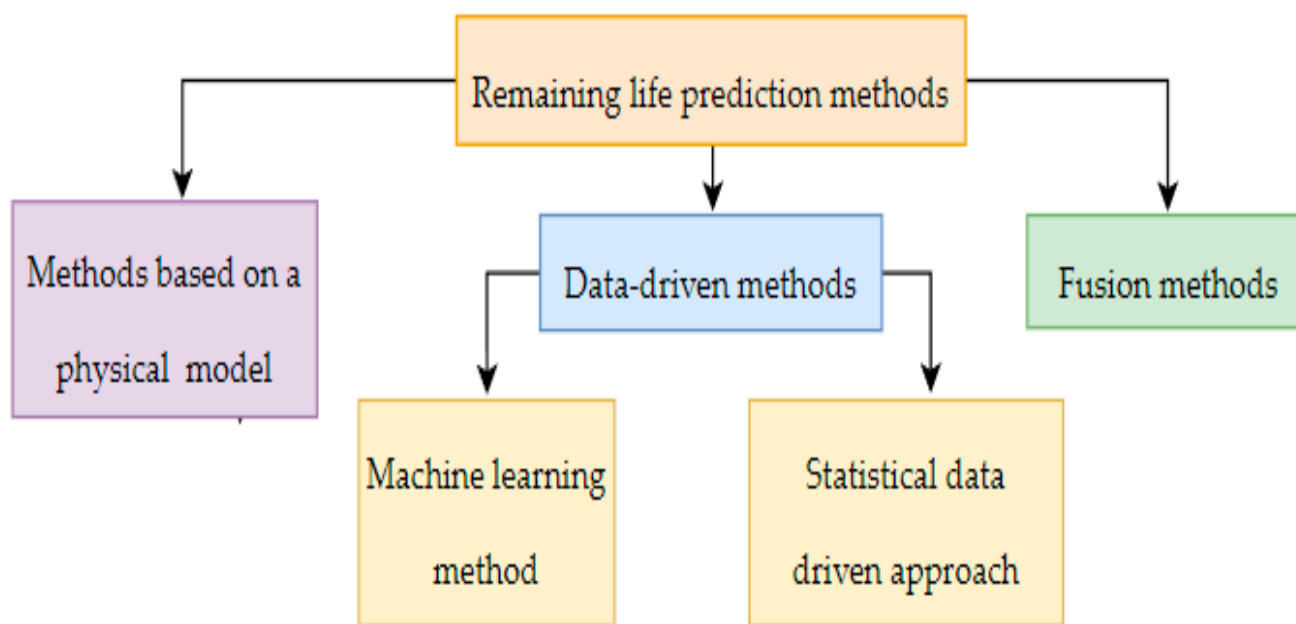 Remaining life prediction methods
Methods based on a
physical model
Data-driven methods
Fusion methods
Machine learning
method
Statistical data
driven approach